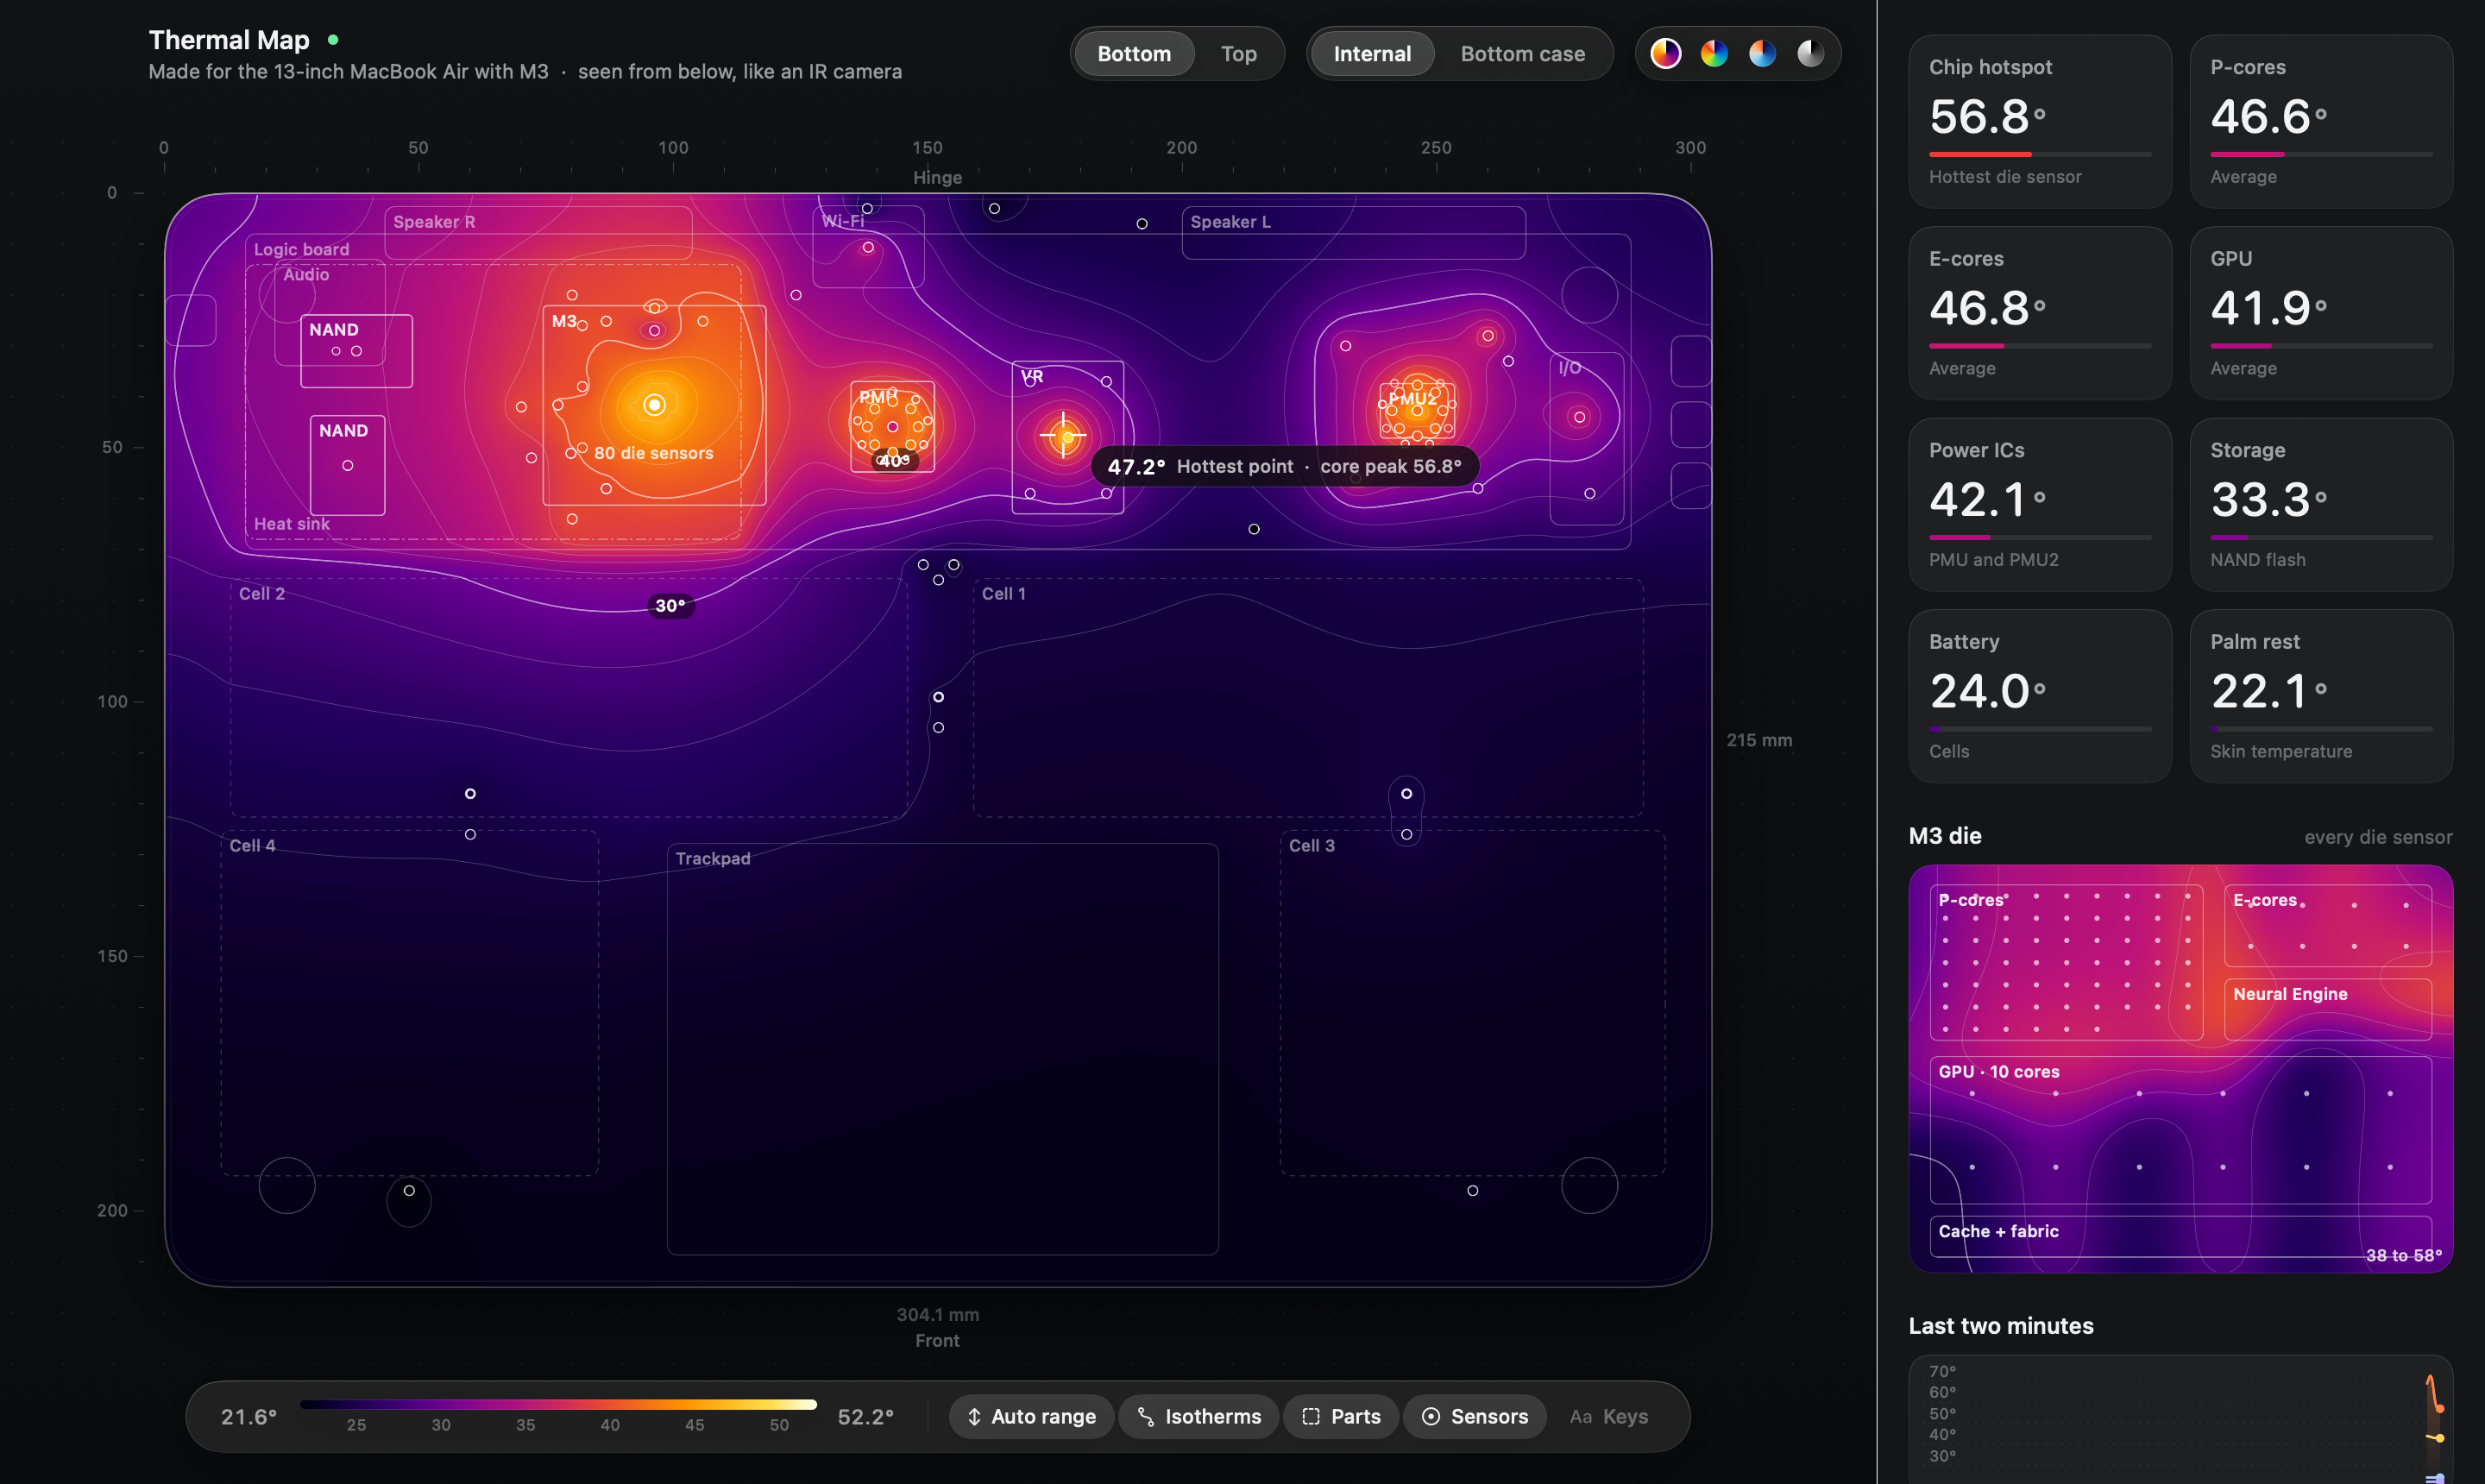 Thermal Map
Made for the 13-inch MacBook Air with M3 · seen from below, like an IR camera
Bottom Top
Internal Bottom case
0 50 100 150 200 250 300
Hinge
0
50
100
150
200
Speaker R
Wi-Fi
Speaker L
Logic board
Audio
NAND
M3
VR
I/O
PMU
PMU2
NAND
80 die sensors
40°
47.2° Hottest point · core peak 56.8°
Heat sink
Cell 2
30°
Cell 1
215 mm
Cell 4
Trackpad
Cell 3
304.1 mm
Front
21.6°
25 30 35 40 45 50
52.2°
Auto range
Isotherms
Parts
Sensors
Aa Keys
Chip hotspot
56.8°
Hottest die sensor
P-cores
46.6°
Average
E-cores
46.8°
Average
GPU
41.9°
Average
Power ICs
42.1°
PMU and PMU2
Storage
33.3°
NAND flash
Battery
24.0°
Cells
Palm rest
22.1°
Skin temperature
M3 die
every die sensor
P-cores
E-cores
Neural Engine
GPU · 10 cores
Cache + fabric
38 to 58°
Last two minutes
70°
60°
50°
40°
30°